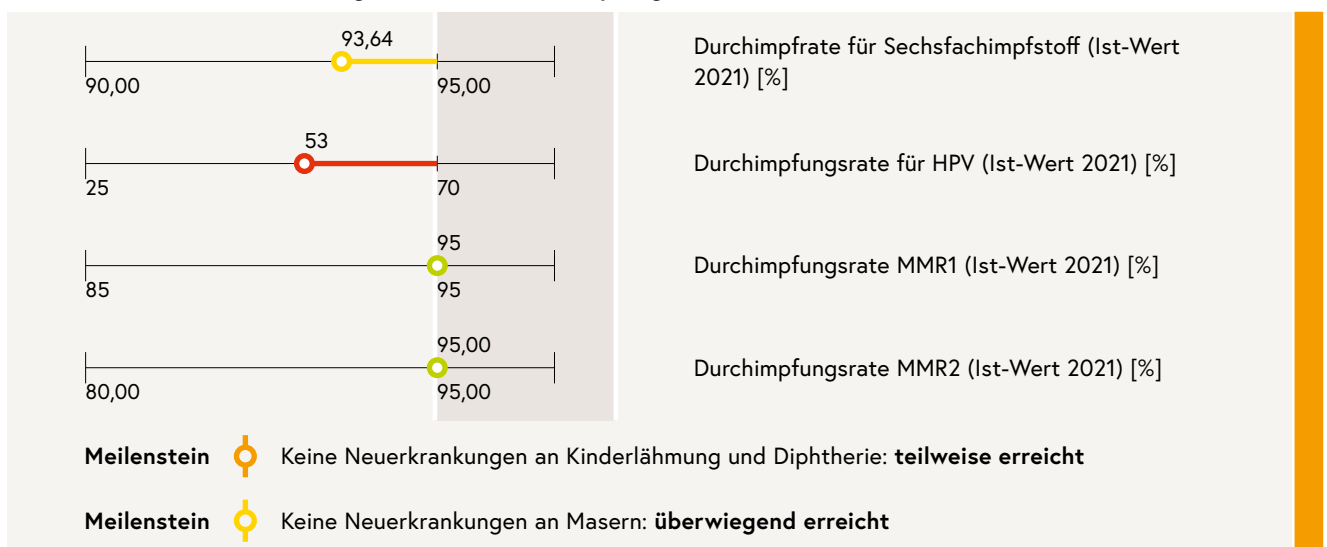 93,64
90,00 95,00
Durchimpfrate für Sechsfachimpfstoff (Ist-Wert
2021) [%]
53
25 70
Durchimpfungsrate für HPV (Ist-Wert 2021) [%]
95
85 95
Durchimpfungsrate MMR1 (Ist-Wert 2021) [%]
95,00
80,00 95,00
Durchimpfungsrate MMR2 (Ist-Wert 2021) [%]
Meilenstein Keine Neuerkrankungen an Kinderlähmung und Diphtherie: teilweise erreicht
Meilenstein Keine Neuerkrankungen an Masern: überwiegend erreicht